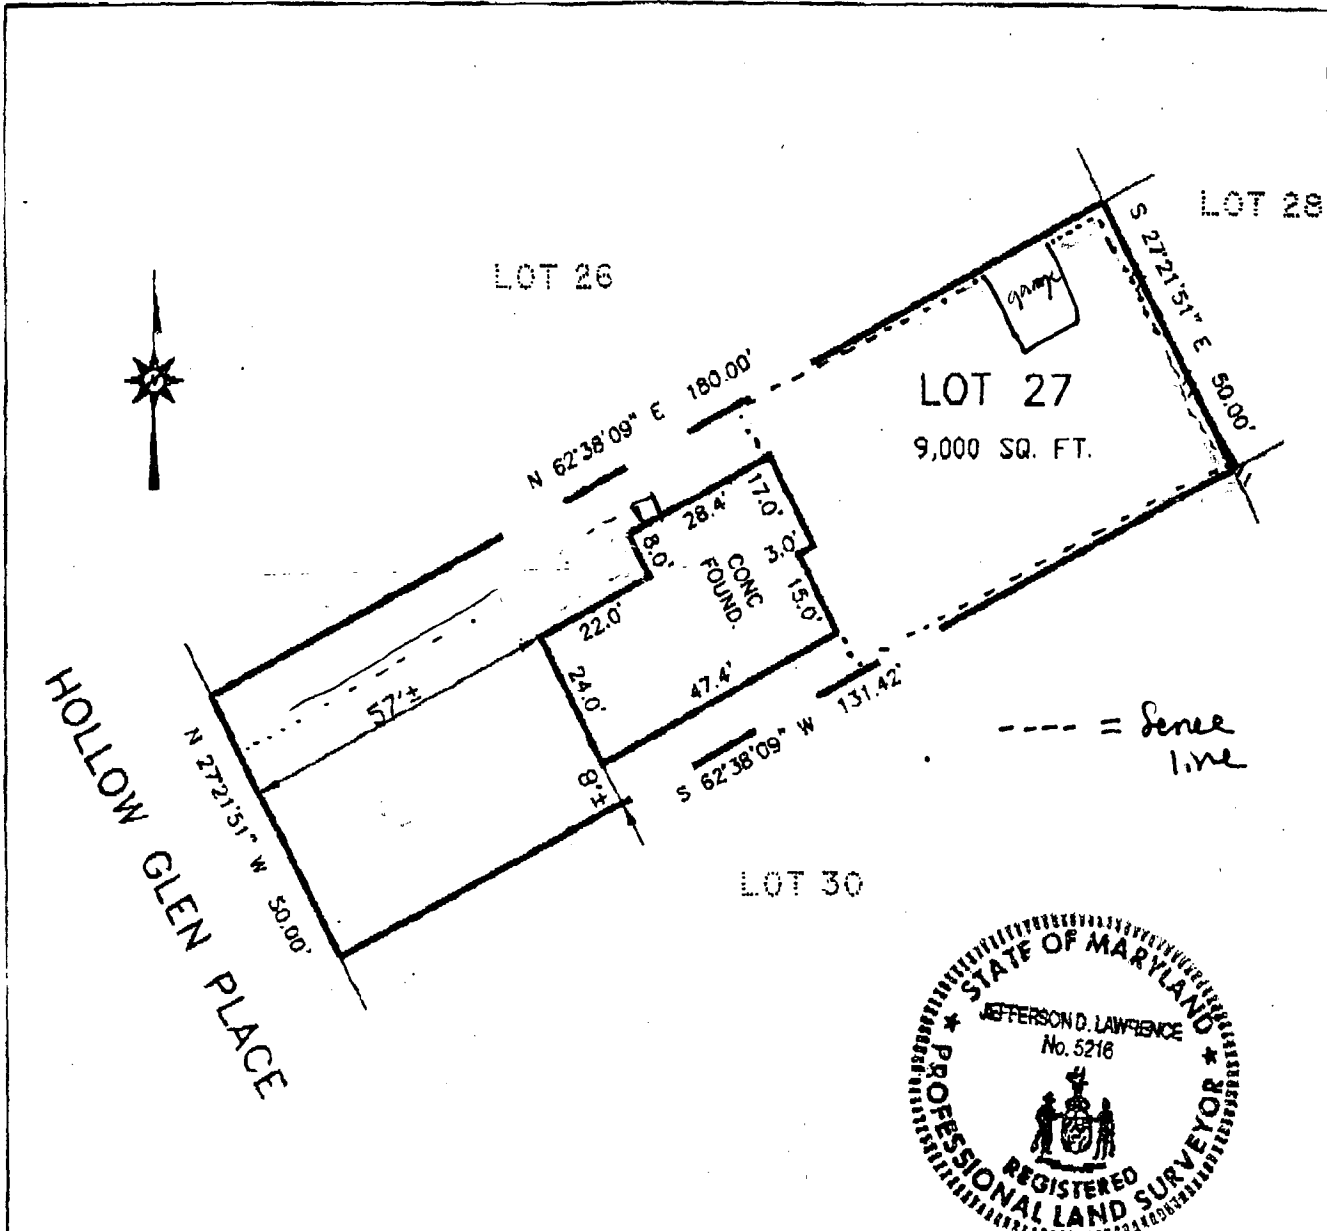 LOT 28
LOT 26
S 27°21'51" E 50.00'
N 62°38'09" E 180.00'
LOT 27
9,000 SQ. FT.
28.4'
17.0'
8.0'
3.0'
CONC
FOUND.
15.0'
22.0'
57'±
24.0'
47.4'
8'±
S 62°38'09" W 131.42'
---- = fence
line
N 27°21'51" W 50.00'
HOLLOW GLEN PLACE
LOT 30
STATE OF MARYLAND
JEFFERSON D. LAWRENCE
No. 5216
REGISTERED
PROFESSIONAL LAND SURVEYOR